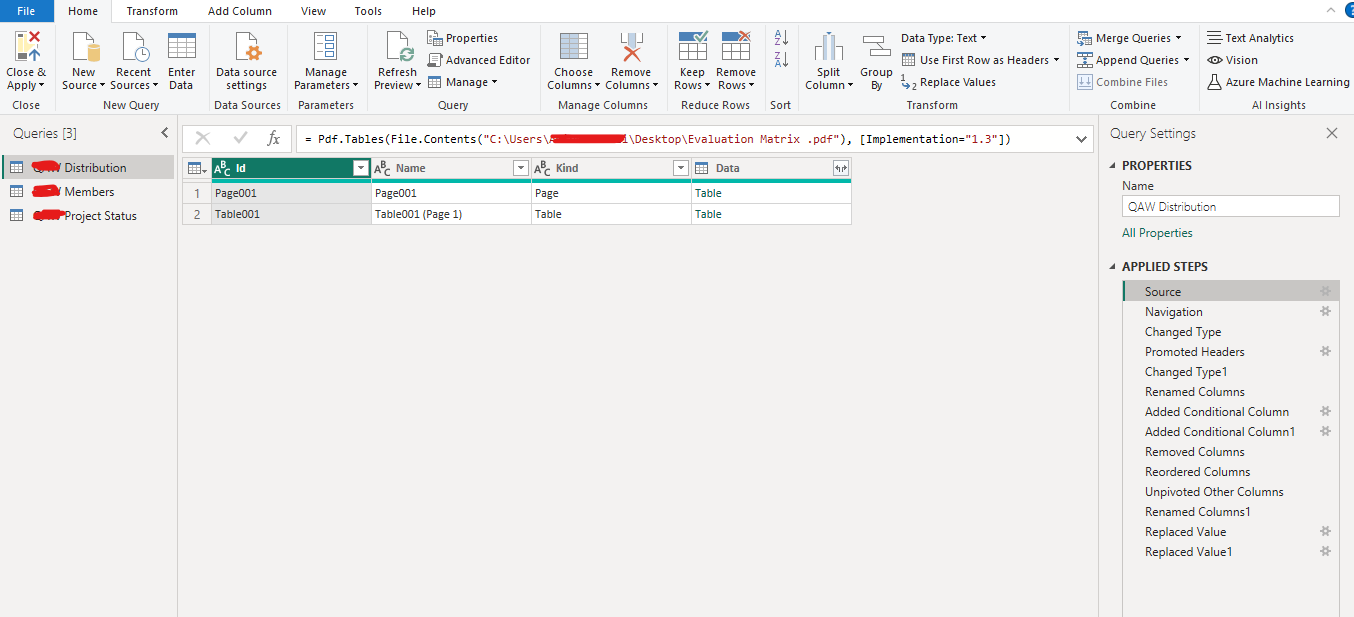 File Home Transform Add Column View Tools Help
Close & Apply
New Source
Recent Sources
Enter Data
Data source settings
Manage Parameters
Refresh Preview
Properties
Advanced Editor
Manage
Choose Columns
Remove Columns
Keep Rows
Remove Rows
Split Column
Group By
Data Type: Text
Use First Row as Headers
Replace Values
Merge Queries
Append Queries
Combine Files
Text Analytics
Vision
Azure Machine Learning
Close New Query Data Sources Parameters Query Manage Columns Reduce Rows Sort Transform Combine AI Insights
Queries [3]
Distribution
Members
Project Status
= Pdf.Tables(File.Contents("C:\Users\
\Desktop\Evaluation Matrix .pdf"), [Implementation="1.3"])
Id Name Kind Data
1 Page001 Page001 Page Table
2 Table001 Table001 (Page 1) Table Table
Query Settings
PROPERTIES
Name
QAW Distribution
All Properties
APPLIED STEPS
Source
Navigation
Changed Type
Promoted Headers
Changed Type1
Renamed Columns
Added Conditional Column
Added Conditional Column1
Removed Columns
Reordered Columns
Unpivoted Other Columns
Renamed Columns1
Replaced Value
Replaced Value1